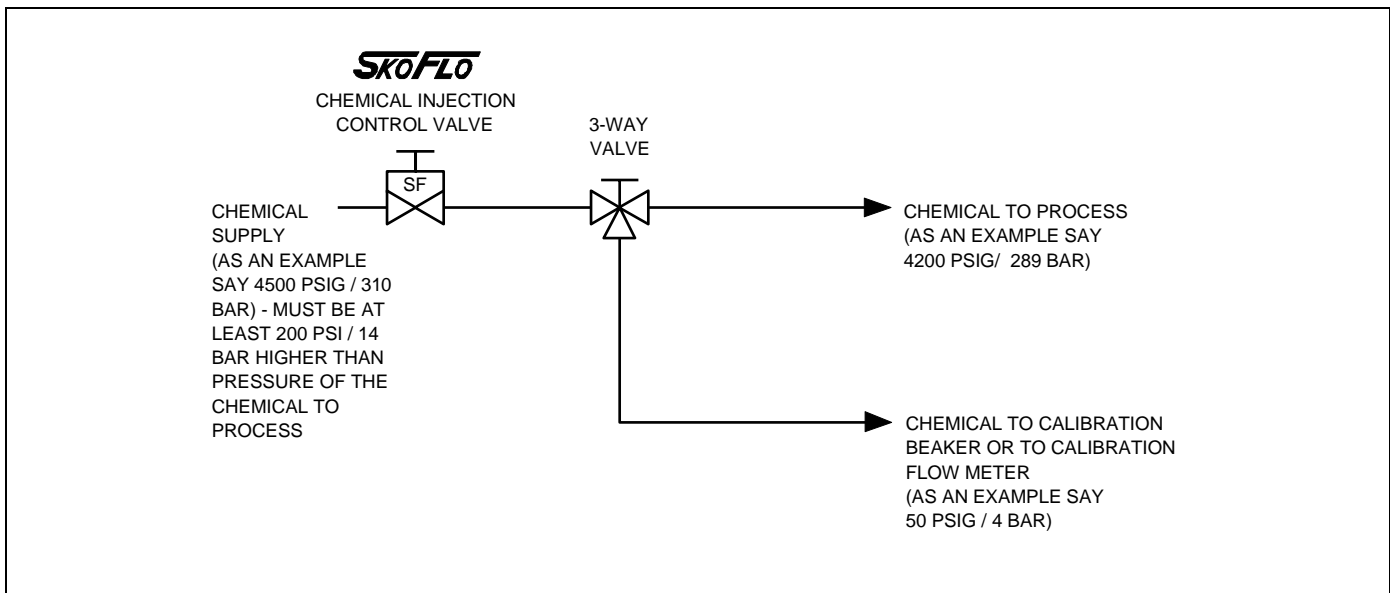 SKOFLO
CHEMICAL INJECTION
CONTROL VALVE
3-WAY
VALVE
SF
CHEMICAL
SUPPLY
(AS AN EXAMPLE
SAY 4500 PSIG / 310
BAR) - MUST BE AT
LEAST 200 PSI / 14
BAR HIGHER THAN
PRESSURE OF THE
CHEMICAL TO
PROCESS
CHEMICAL TO PROCESS
(AS AN EXAMPLE SAY
4200 PSIG/  289 BAR)
CHEMICAL TO CALIBRATION
BEAKER OR TO CALIBRATION
FLOW METER
(AS AN EXAMPLE SAY
50 PSIG / 4 BAR)